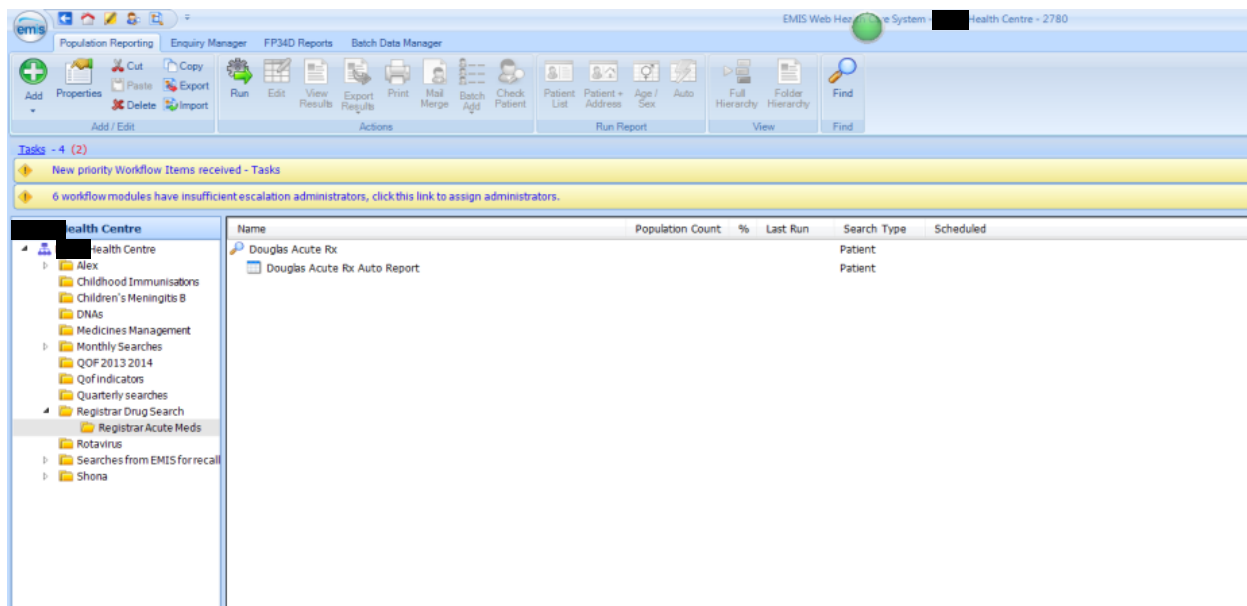 emis
EMIS Web Health Care System - Health Centre - 2780
Population Reporting Enquiry Manager FP34D Reports Batch Data Manager
Add
Properties
Cut
Copy
Paste
Export
Delete
Import
Add / Edit
Run
Edit
View Results
Export Results
Print
Mail Merge
Batch Add
Check Patient
Actions
Patient List
Patient + Address
Age / Sex
Auto
Run Report
Full Hierarchy
Folder Hierarchy
View
Find
Find
Tasks - 4 (2)
New priority Workflow Items received - Tasks
6 workflow modules have insufficient escalation administrators, click this link to assign administrators.
Health Centre
Health Centre
Alex
Childhood Immunisations
Children's Meningitis B
DNAs
Medicines Management
Monthly Searches
QOF 2013 2014
Qof indicators
Quarterly searches
Registrar Drug Search
Registrar Acute Meds
Rotavirus
Searches from EMIS for recall
Shona
Name Population Count % Last Run Search Type Scheduled
Douglas Acute Rx Patient
Douglas Acute Rx Auto Report Patient